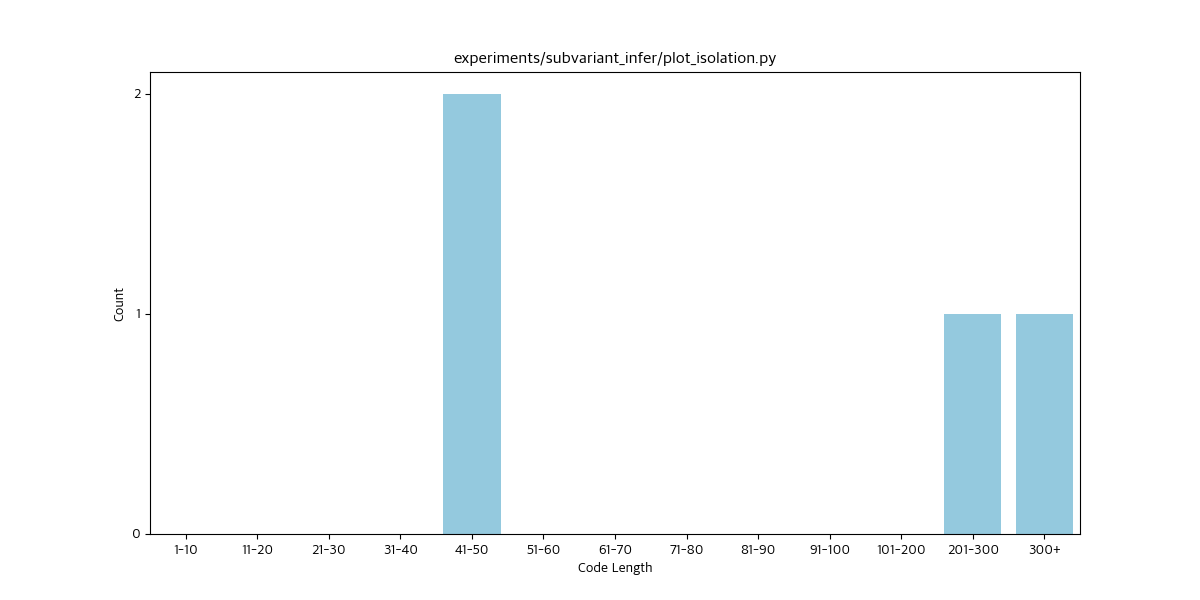 experiments/subvariant_infer/plot_isolation.py
Count
2
1
0
1-10 11-20 21-30 31-40 41-50 51-60 61-70 71-80 81-90 91-100 101-200 201-300 300+
Code Length